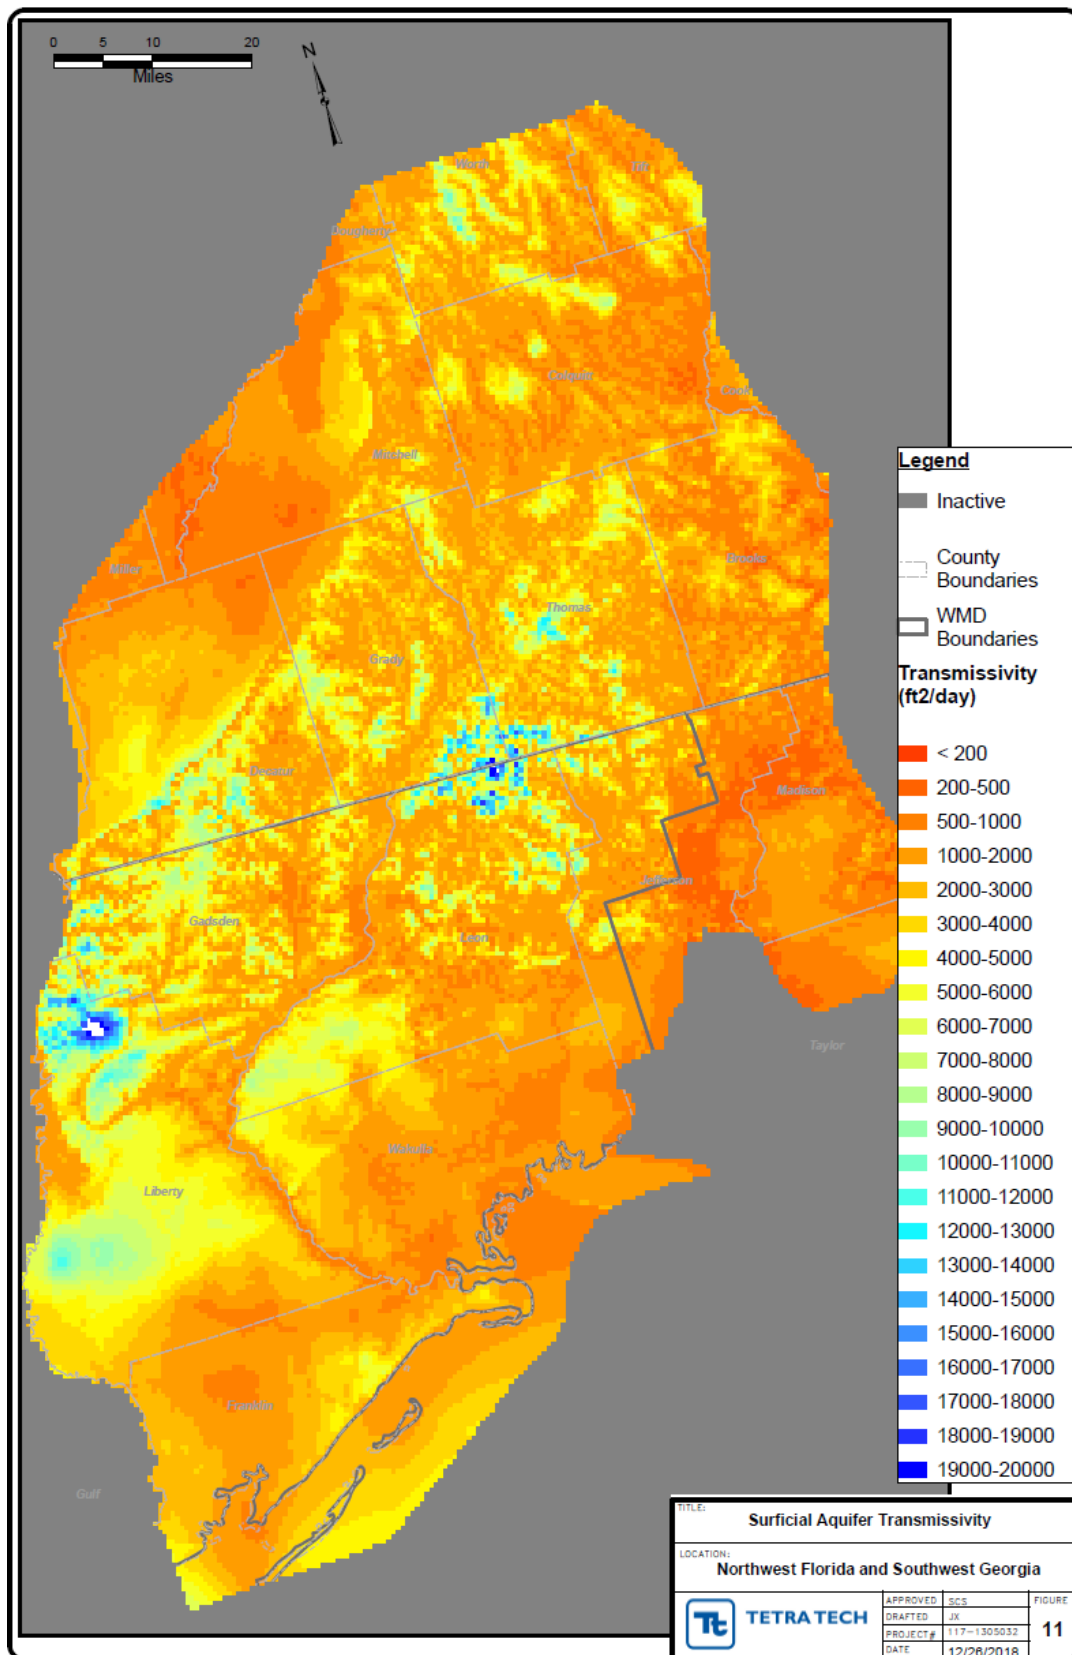 0 5 10 20
Miles
N
Worth
Tift
Dougherty
Colquitt
Cook
Mitchell
Miller
Brooks
Thomas
Grady
Decatur
Madison
Jefferson
Gadsden
Leon
Taylor
Wakulla
Liberty
Franklin
Gulf
Legend
Inactive
County
Boundaries
WMD
Boundaries
Transmissivity
(ft2/day)
< 200
200-500
500-1000
1000-2000
2000-3000
3000-4000
4000-5000
5000-6000
6000-7000
7000-8000
8000-9000
9000-10000
10000-11000
11000-12000
12000-13000
13000-14000
14000-15000
15000-16000
16000-17000
17000-18000
18000-19000
19000-20000
TITLE:
Surficial Aquifer Transmissivity
LOCATION:
Northwest Florida and Southwest Georgia
Tt TETRA TECH
APPROVED SCS
DRAFTED JX
PROJECT# 117-1305032
DATE 12/26/2018
FIGURE
11